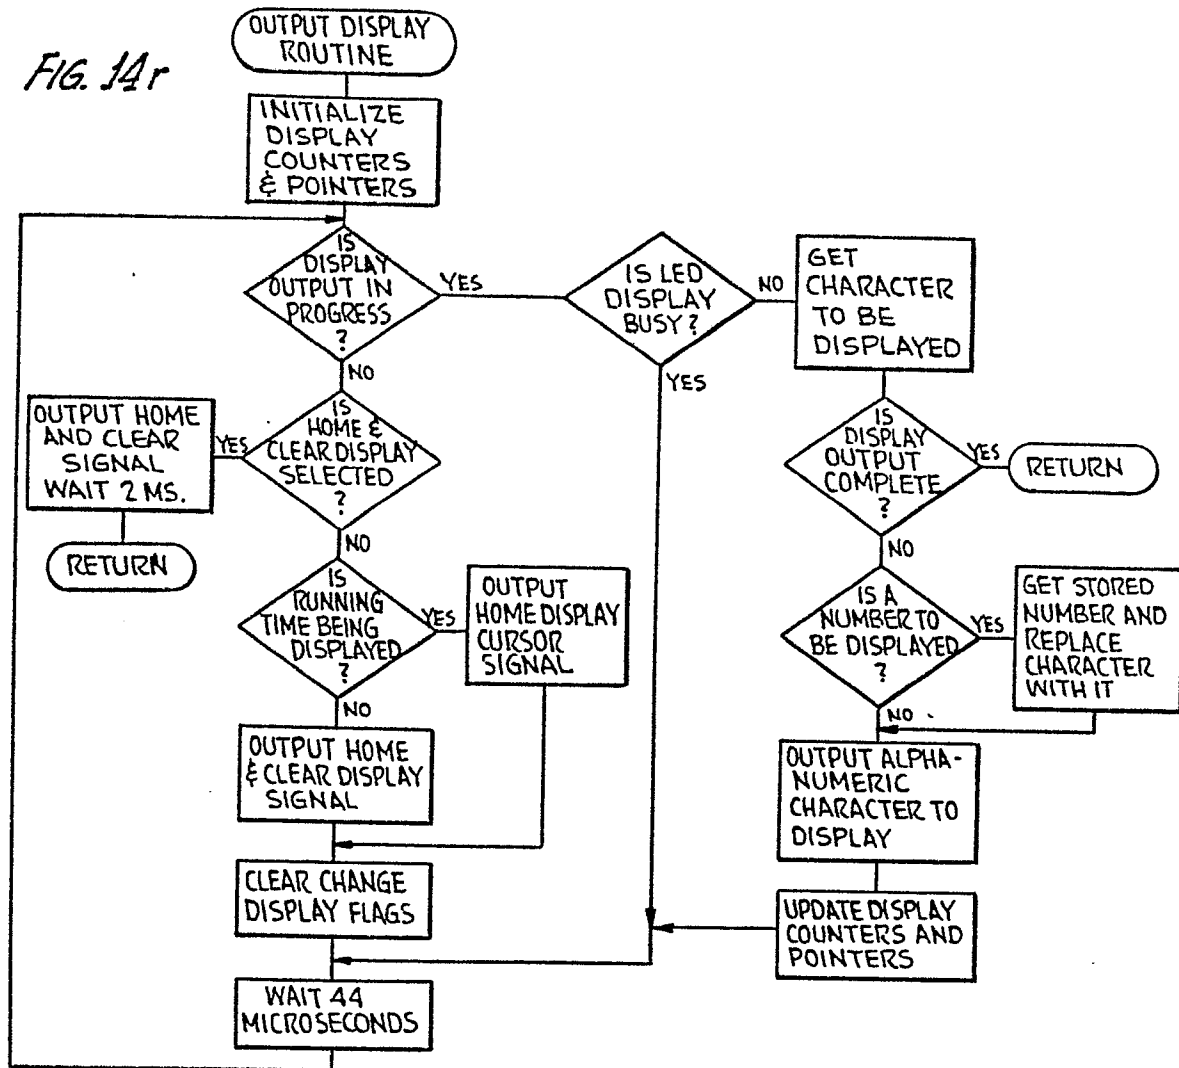 FIG. 14r
OUTPUT DISPLAY
ROUTINE
INITIALIZE
DISPLAY
COUNTERS
& POINTERS
IS
DISPLAY
OUTPUT IN
PROGRESS
?
YES
NO
IS LED
DISPLAY
BUSY?
NO
YES
GET
CHARACTER
TO BE
DISPLAYED
IS
HOME &
CLEAR DISPLAY
SELECTED
?
YES
NO
OUTPUT HOME
AND CLEAR
SIGNAL
WAIT 2 MS.
RETURN
IS
DISPLAY
OUTPUT
COMPLETE
?
YES
RETURN
NO
IS
RUNNING
TIME BEING
DISPLAYED
?
YES
NO
OUTPUT
HOME DISPLAY
CURSOR
SIGNAL
IS A
NUMBER TO
BE DISPLAYED
?
YES
NO
GET STORED
NUMBER AND
REPLACE
CHARACTER
WITH IT
OUTPUT HOME
& CLEAR DISPLAY
SIGNAL
OUTPUT ALPHA-
NUMERIC
CHARACTER TO
DISPLAY
CLEAR CHANGE
DISPLAY FLAGS
UPDATE DISPLAY
COUNTERS AND
POINTERS
WAIT 44
MICROSECONDS